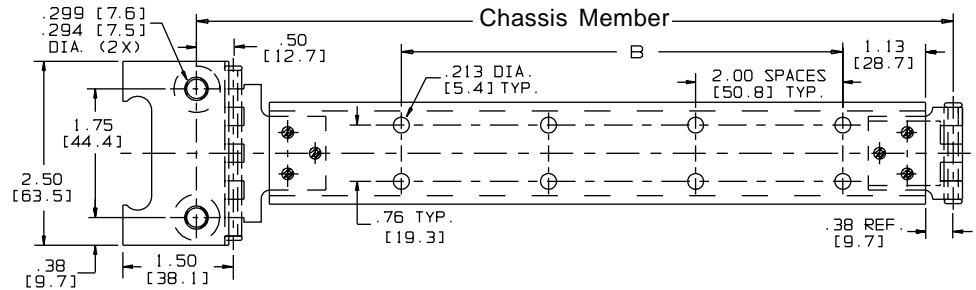 .299 [7.6]
.294 [7.5]
DIA. (2X)
Chassis Member
.50
[12.7]
B
1.13
[28.7]
.213 DIA.
[5.4] TYP.
2.00 SPACES
[50.8] TYP.
1.75
[44.4]
2.50
[63.5]
.76 TYP.
[19.3]
.38 REF.
[9.7]
.38
[9.7]
1.50
[38.1]